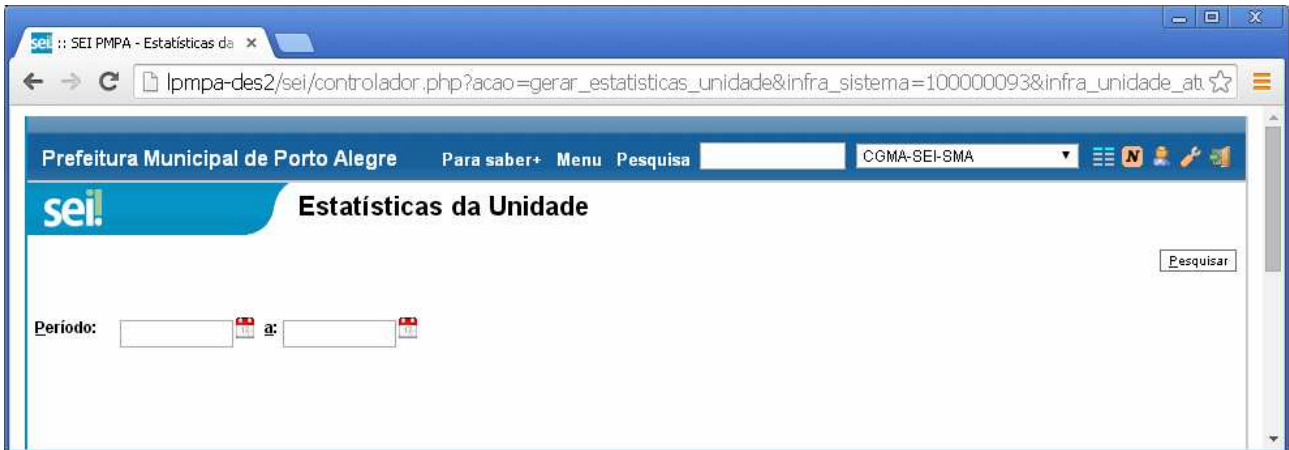 sei! :: SEI PMPA - Estatísticas da
lpmpa-des2/sei/controlador.php?acao=gerar_estatisticas_unidade&infra_sistema=100000093&infra_unidade_atu
Prefeitura Municipal de Porto Alegre Para saber+ Menu Pesquisa CGMA-SEI-SMA N
sei! Estatísticas da Unidade
Pesquisar
Período: a: